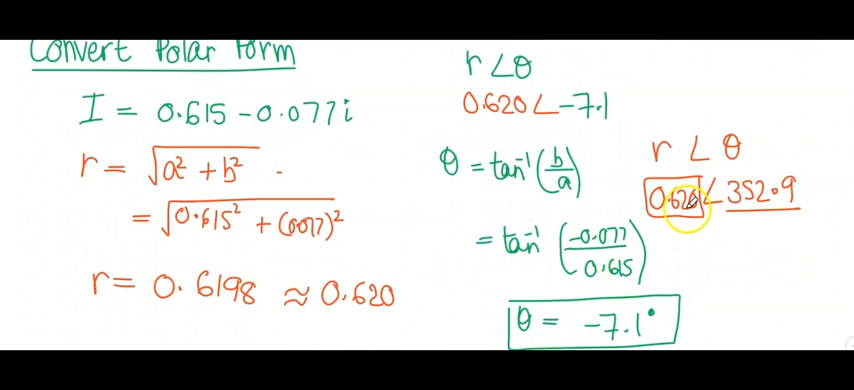 Convert Polar Form
I = 0.615 - 0.077i
r = √a² + b²
= √0.615² + (0.077)²
r = 0.6198 ≈ 0.620
r ∠θ
0.620∠-7.1
θ = tan⁻¹(b/a)
= tan⁻¹(-0.077/0.615)
θ = -7.1°
r ∠ θ
0.620∠352.9